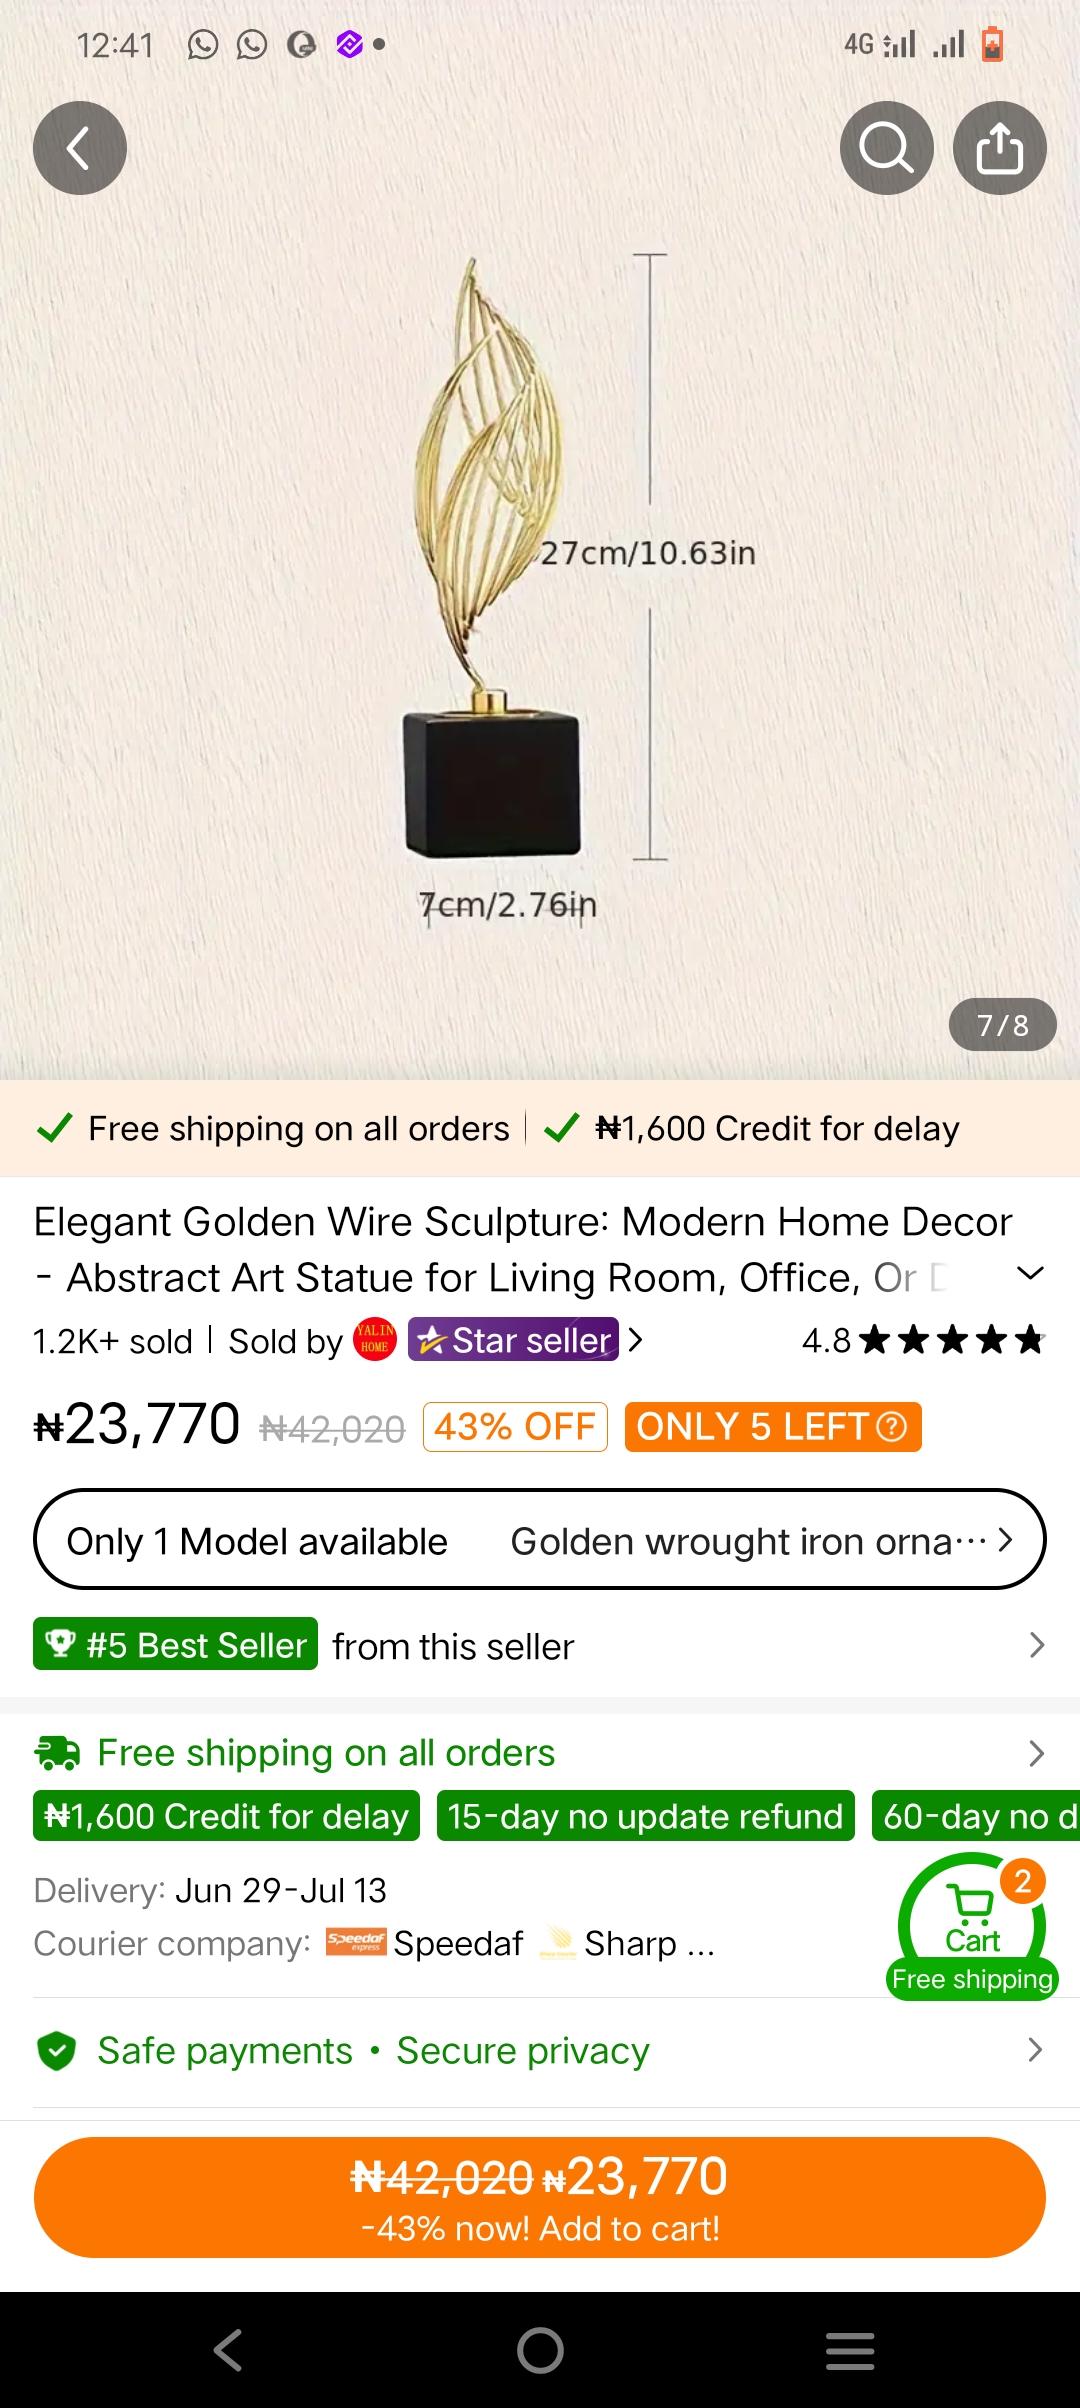 12:41
4G
27cm/10.63in
7cm/2.76in
7/8
Free shipping on all orders
₦1,600 Credit for delay
Elegant Golden Wire Sculpture: Modern Home Decor
- Abstract Art Statue for Living Room, Office, Or D
1.2K+ sold | Sold by YALIN HOME Star seller >
4.8
₦23,770 ₦42,020 43% OFF ONLY 5 LEFT ?
Only 1 Model available Golden wrought iron orna···
#5 Best Seller from this seller
Free shipping on all orders
₦1,600 Credit for delay 15-day no update refund 60-day no d
Delivery: Jun 29-Jul 13
Courier company: Speedaf express Speedaf Sharp ...
2
Cart
Free shipping
Safe payments • Secure privacy
₦42,020 ₦23,770
-43% now! Add to cart!